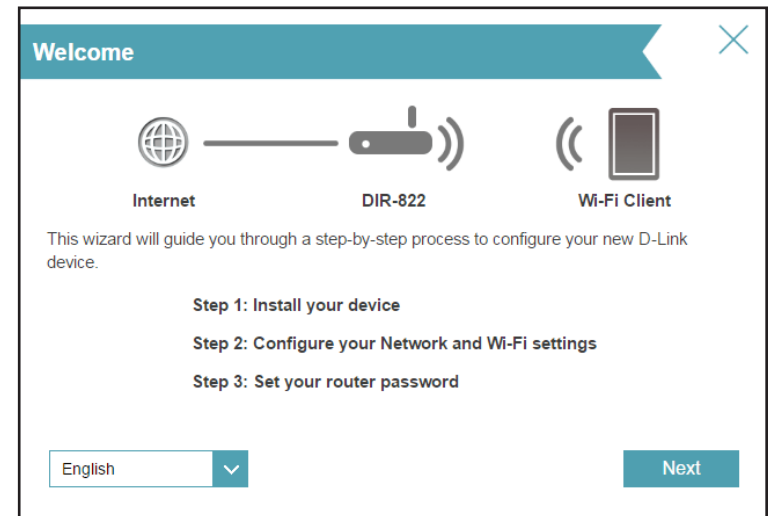 Welcome
Internet
DIR-822
Wi-Fi Client
This wizard will guide you through a step-by-step process to configure your new D-Link
device.
Step 1: Install your device
Step 2: Configure your Network and Wi-Fi settings
Step 3: Set your router password
English
Next